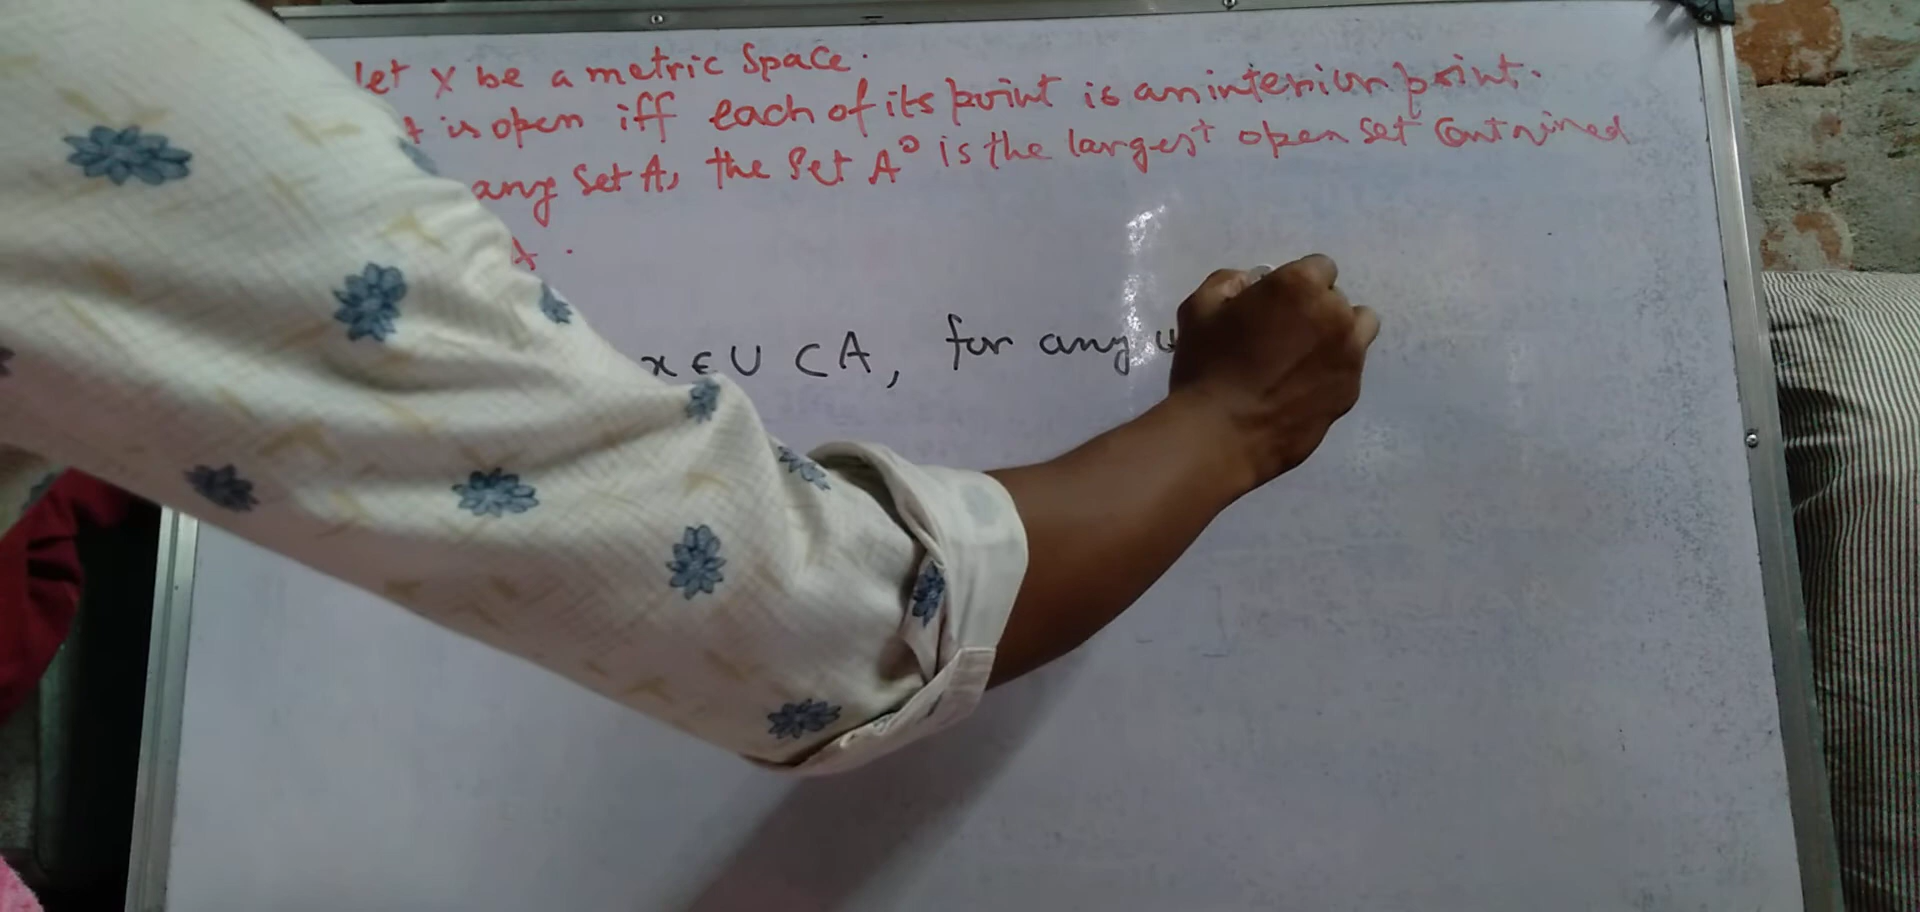 let X be a metric Space.
is open iff each of its point is an interior point.
any set A, the set A° is the largest open set contained
A.
x ∈ U ⊂ A, for any